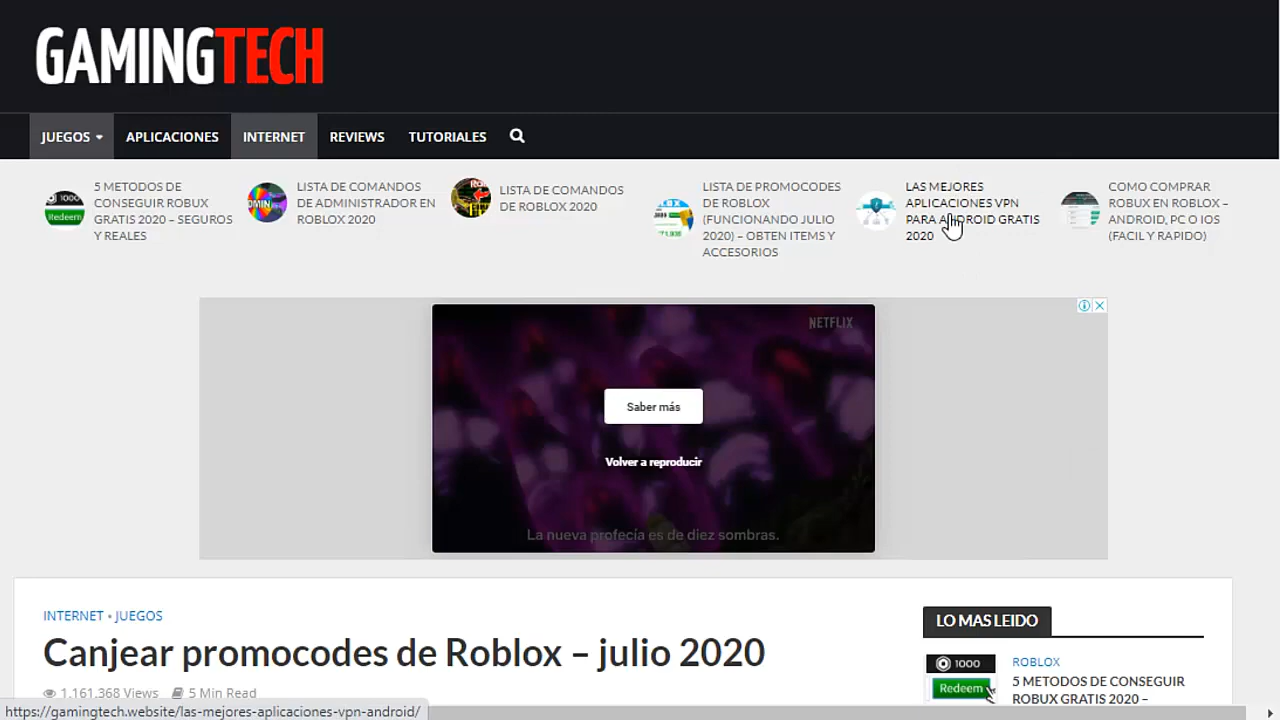 GAMINGTECH
JUEGOS APLICACIONES INTERNET REVIEWS TUTORIALES
1000
Redeem
5 METODOS DE
CONSEGUIR ROBUX
GRATIS 2020 – SEGUROS
Y REALES
LISTA DE COMANDOS
DE ADMINISTRADOR EN
ROBLOX 2020
LISTA DE COMANDOS
DE ROBLOX 2020
LISTA DE PROMOCODES
DE ROBLOX
(FUNCIONANDO JULIO
2020) – OBTEN ITEMS Y
ACCESORIOS
LAS MEJORES
APLICACIONES VPN
PARA ANDROID GRATIS
2020
COMO COMPRAR
ROBUX EN ROBLOX –
ANDROID, PC O IOS
(FACIL Y RAPIDO)
NETFLIX
Saber más
Volver a reproducir
La nueva profecía es de diez sombras.
INTERNET • JUEGOS
Canjear promocodes de Roblox – julio 2020
1,161,368 Views 5 Min Read
LO MAS LEIDO
1000
Redeem
ROBLOX
5 METODOS DE CONSEGUIR
ROBUX GRATIS 2020 –
https://gamingtech.website/las-mejores-aplicaciones-vpn-android/